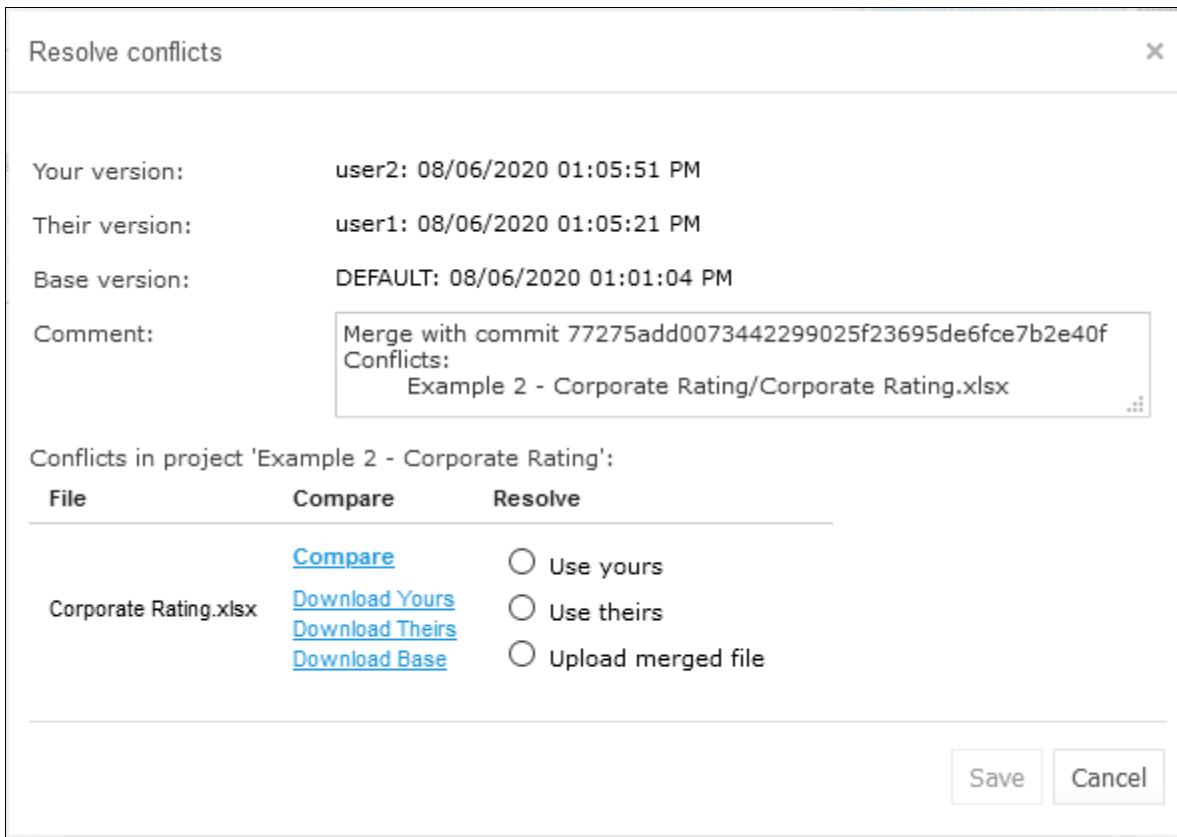 Resolve conflicts ×
Your version: user2: 08/06/2020 01:05:51 PM
Their version: user1: 08/06/2020 01:05:21 PM
Base version: DEFAULT: 08/06/2020 01:01:04 PM
Comment: Merge with commit 77275add0073442299025f23695de6fce7b2e40f
Conflicts:
Example 2 - Corporate Rating/Corporate Rating.xlsx
Conflicts in project 'Example 2 - Corporate Rating':
File Compare Resolve
Compare Use yours
Corporate Rating.xlsx Download Yours Use theirs
Download Theirs
Download Base Upload merged file
Save Cancel